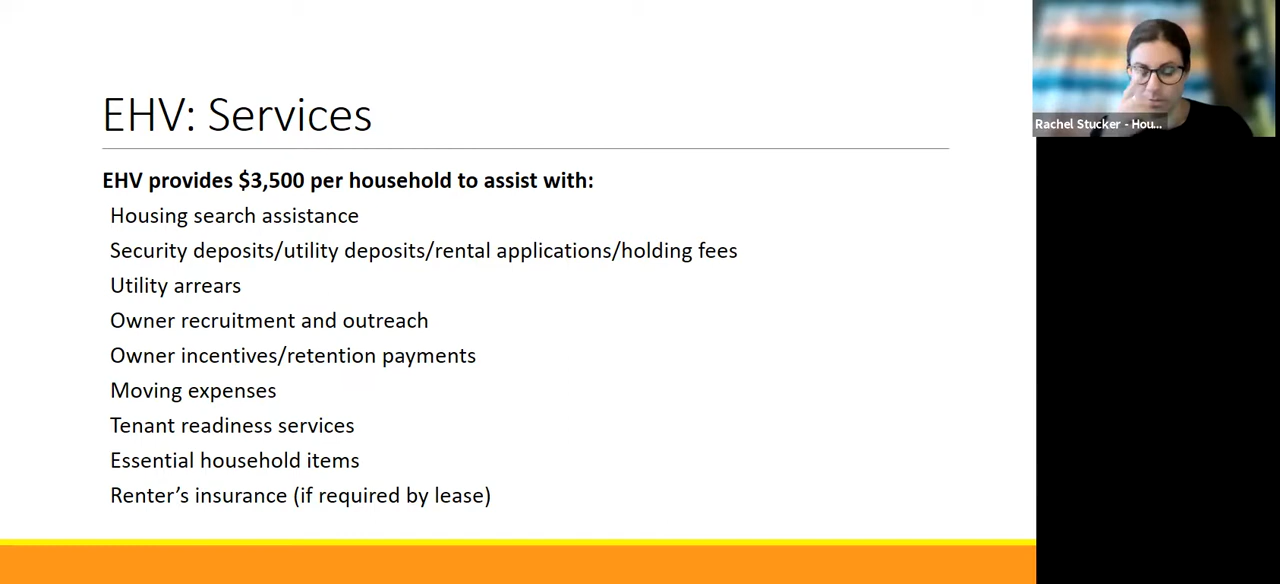 EHV: Services
EHV provides $3,500 per household to assist with:
Housing search assistance
Security deposits/utility deposits/rental applications/holding fees
Utility arrears
Owner recruitment and outreach
Owner incentives/retention payments
Moving expenses
Tenant readiness services
Essential household items
Renter’s insurance (if required by lease)
Rachel Stucker - Hou...